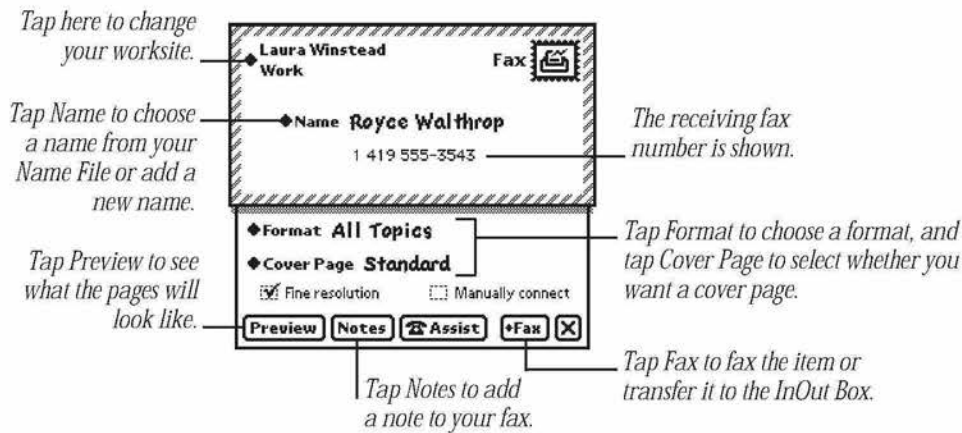 Tap here to change
your worksite.
Laura Winstead
Work
Fax
Tap Name to choose
a name from your
Name File or add a
new name.
◆Name Royce Walthrop
1 419 555-3543
The receiving fax
number is shown.
◆Format All Topics
◆Cover Page Standard
Fine resolution
Manually connect
Tap Format to choose a format, and
tap Cover Page to select whether you
want a cover page.
Tap Preview to see
what the pages will
look like.
Preview Notes ☎Assist ◆Fax X
Tap Notes to add
a note to your fax.
Tap Fax to fax the item or
transfer it to the InOut Box.